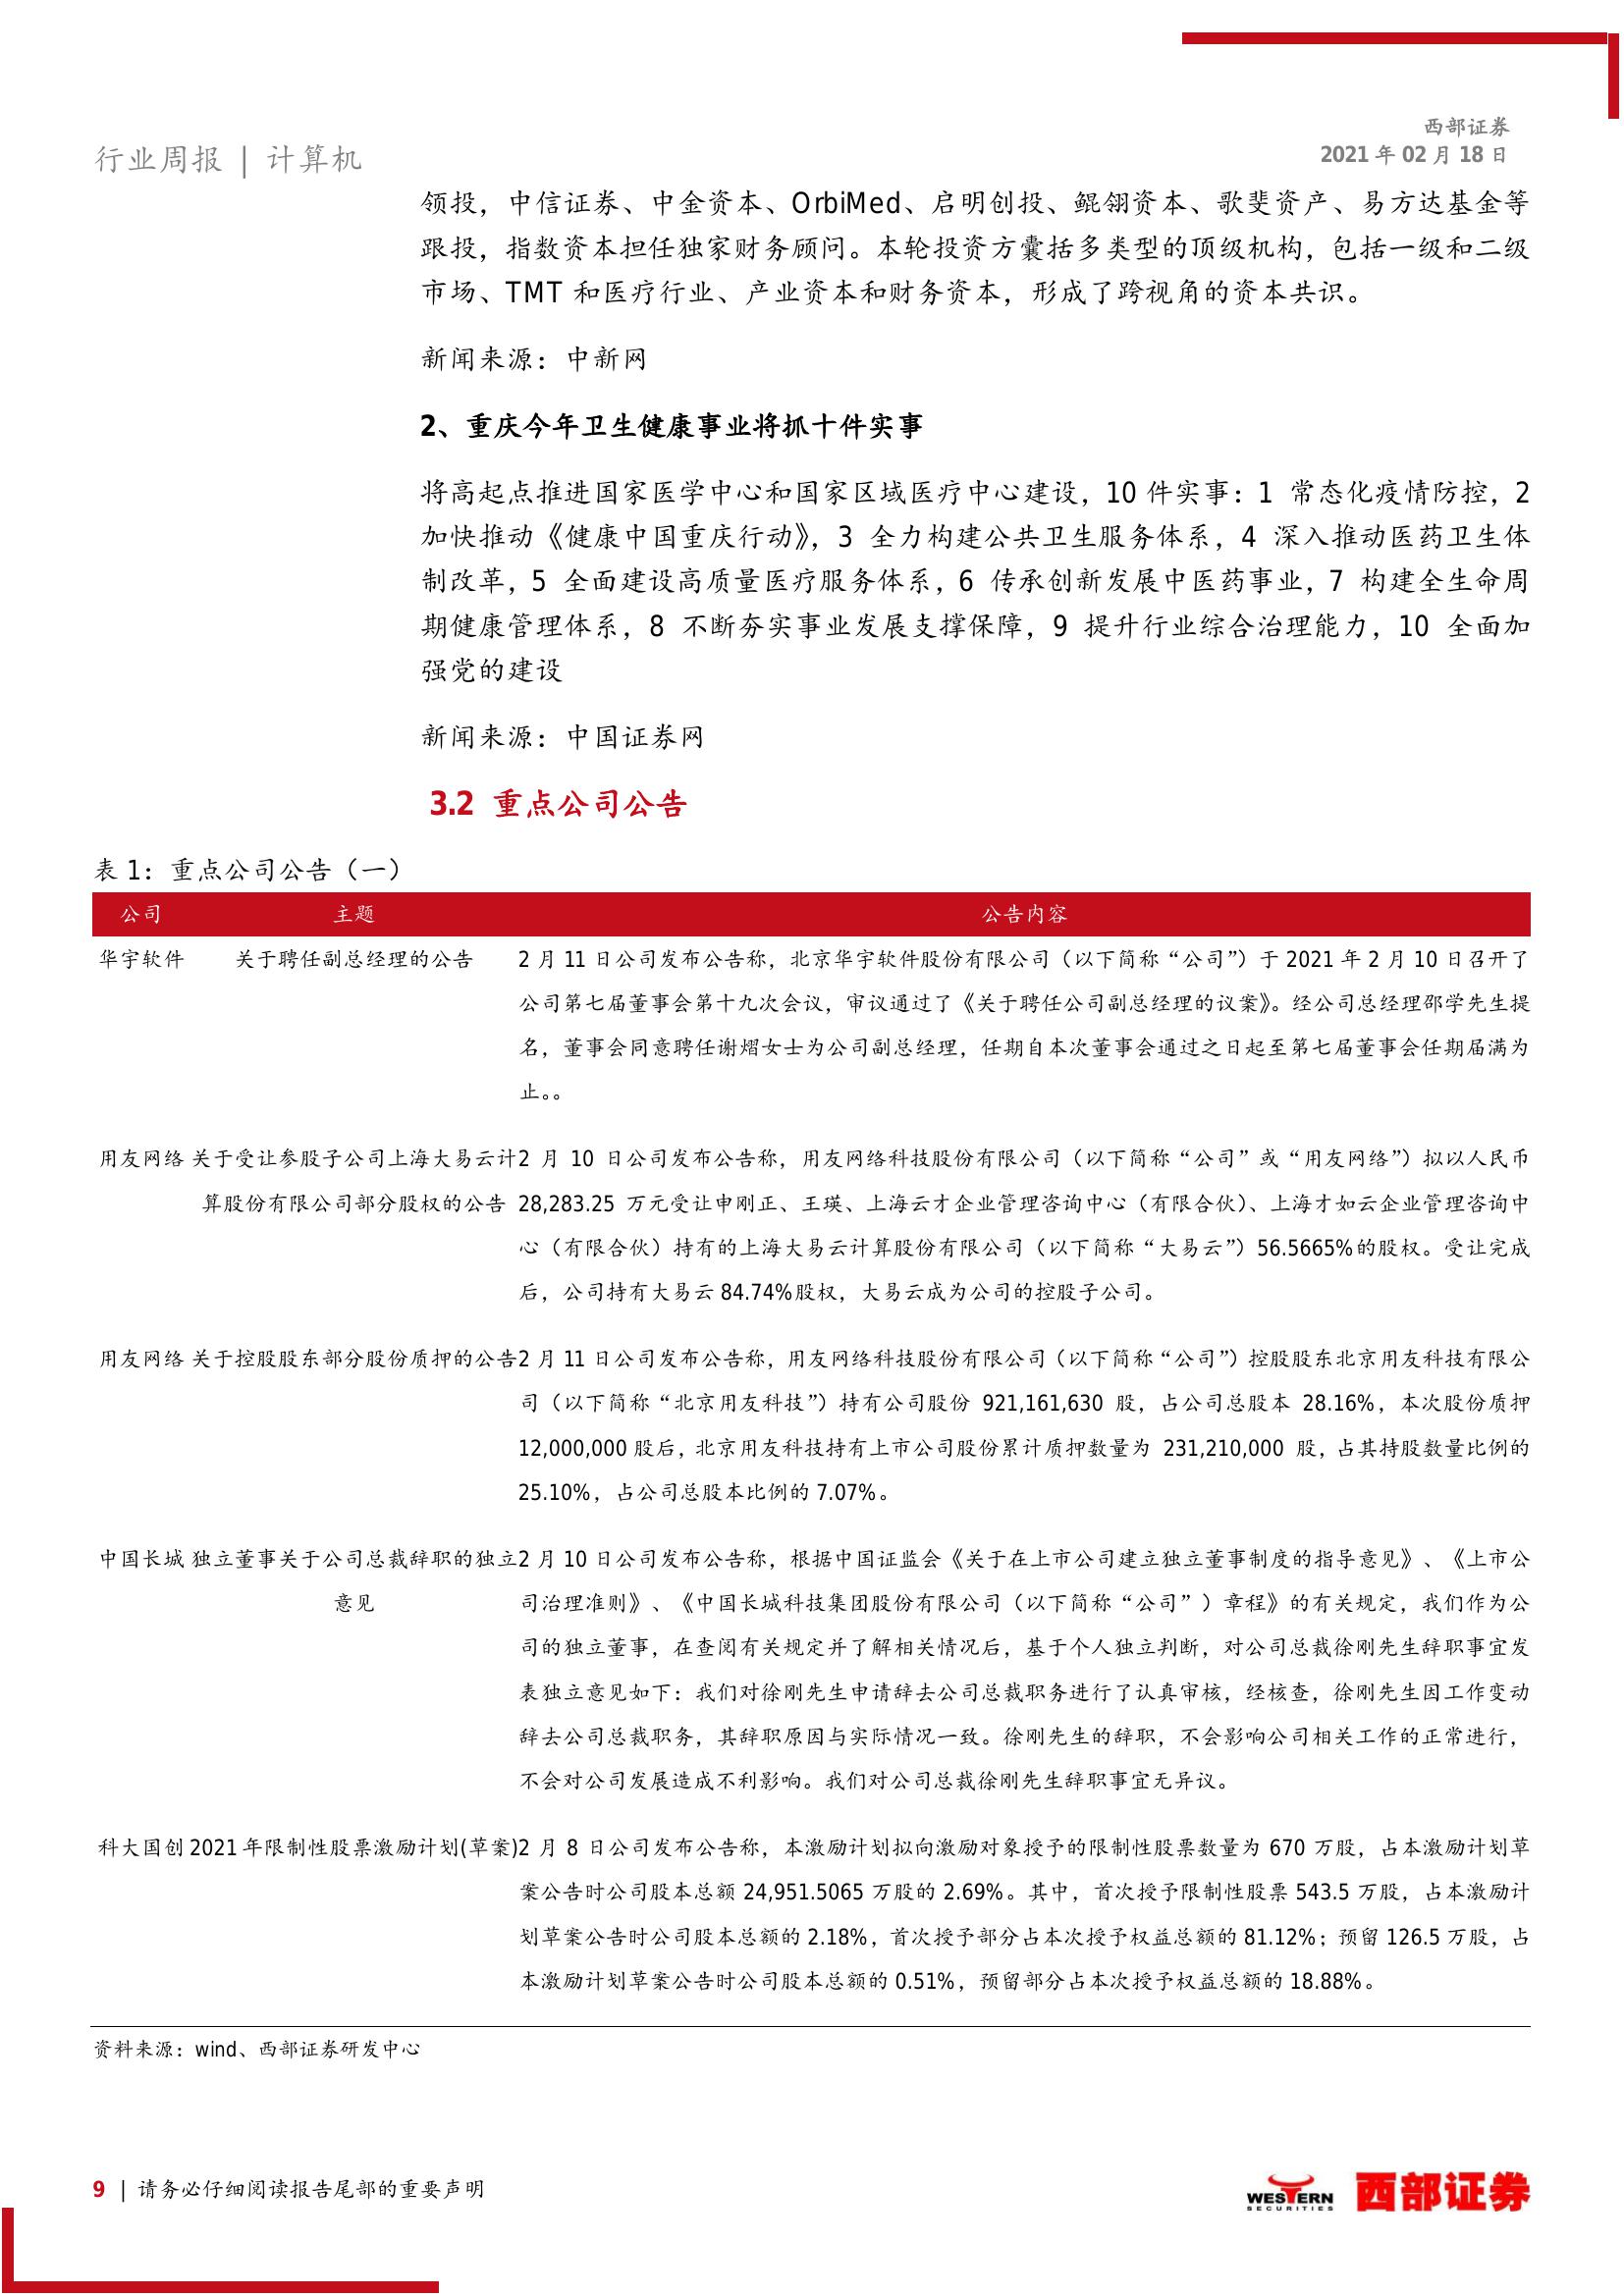 西部证券
2021 年 02 月 18 日
行业周报 | 计算机
领投，中信证券、中金资本、OrbiMed、启明创投、鲲翎资本、歌斐资产、易方达基金等
跟投，指数资本担任独家财务顾问。本轮投资方囊括多类型的顶级机构，包括一级和二级
市场、TMT 和医疗行业、产业资本和财务资本，形成了跨视角的资本共识。
新闻来源：中新网
2、重庆今年卫生健康事业将抓十件实事
将高起点推进国家医学中心和国家区域医疗中心建设，10 件实事：1 常态化疫情防控，2
加快推动《健康中国重庆行动》，3 全力构建公共卫生服务体系，4 深入推动医药卫生体
制改革，5 全面建设高质量医疗服务体系，6 传承创新发展中医药事业，7 构建全生命周
期健康管理体系，8 不断夯实事业发展支撑保障，9 提升行业综合治理能力，10 全面加
强党的建设
新闻来源：中国证券网
3.2 重点公司公告
表 1：重点公司公告（一）
公司 主题 公告内容
华宇软件 关于聘任副总经理的公告 2 月 11 日公司发布公告称，北京华宇软件股份有限公司（以下简称“公司”）于 2021 年 2 月 10 日召开了
公司第七届董事会第十九次会议，审议通过了《关于聘任公司副总经理的议案》。经公司总经理邵学先生提
名，董事会同意聘任谢熠女士为公司副总经理，任期自本次董事会通过之日起至第七届董事会任期届满为
止。。
用友网络 关于受让参股子公司上海大易云计 2 月 10 日公司发布公告称，用友网络科技股份有限公司（以下简称“公司”或“用友网络”）拟以人民币
算股份有限公司部分股权的公告 28,283.25 万元受让申刚正、王瑛、上海云才企业管理咨询中心（有限合伙）、上海才如云企业管理咨询中
心（有限合伙）持有的上海大易云计算股份有限公司（以下简称“大易云”）56.5665%的股权。受让完成
后，公司持有大易云 84.74%股权，大易云成为公司的控股子公司。
用友网络 关于控股股东部分股份质押的公告 2 月 11 日公司发布公告称，用友网络科技股份有限公司（以下简称“公司”）控股股东北京用友科技有限公
司（以下简称“北京用友科技”）持有公司股份 921,161,630 股，占公司总股本 28.16%，本次股份质押
12,000,000 股后，北京用友科技持有上市公司股份累计质押数量为 231,210,000 股，占其持股数量比例的
25.10%，占公司总股本比例的 7.07%。
中国长城 独立董事关于公司总裁辞职的独立 2 月 10 日公司发布公告称，根据中国证监会《关于在上市公司建立独立董事制度的指导意见》、《上市公
意见 司治理准则》、《中国长城科技集团股份有限公司（以下简称“公司”）章程》的有关规定，我们作为公
司的独立董事，在查阅有关规定并了解相关情况后，基于个人独立判断，对公司总裁徐刚先生辞职事宜发
表独立意见如下：我们对徐刚先生申请辞去公司总裁职务进行了认真审核，经核查，徐刚先生因工作变动
辞去公司总裁职务，其辞职原因与实际情况一致。徐刚先生的辞职，不会影响公司相关工作的正常进行，
不会对公司发展造成不利影响。我们对公司总裁徐刚先生辞职事宜无异议。
科大国创 2021 年限制性股票激励计划(草案) 2 月 8 日公司发布公告称，本激励计划拟向激励对象授予的限制性股票数量为 670 万股，占本激励计划草
案公告时公司股本总额 24,951.5065 万股的 2.69%。其中，首次授予限制性股票 543.5 万股，占本激励计
划草案公告时公司股本总额的 2.18%，首次授予部分占本次授予权益总额的 81.12%；预留 126.5 万股，占
本激励计划草案公告时公司股本总额的 0.51%，预留部分占本次授予权益总额的 18.88%。
资料来源：wind、西部证券研发中心
9 | 请务必仔细阅读报告尾部的重要声明
WESTERN
SECURITIES
西部证券